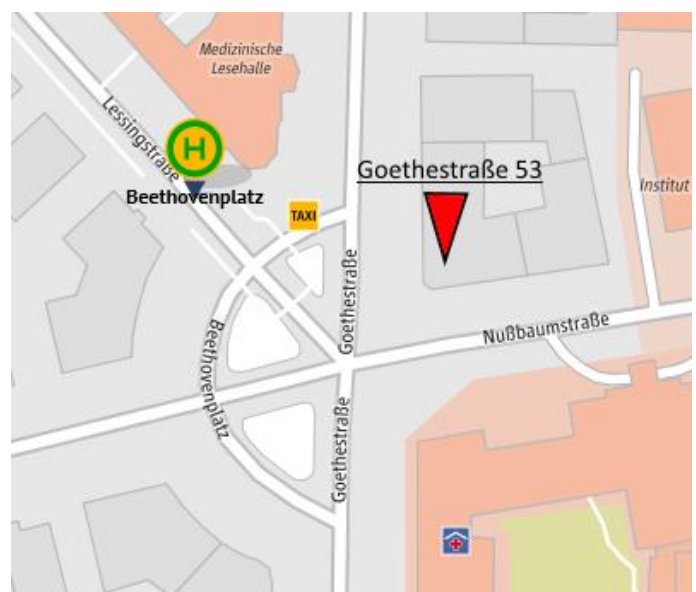 Medizinische
Lesehalle
Lessingstraße
H
Beethovenplatz
TAXI
Goethestraße 53
Institut
Goethestraße
Nußbaumstraße
Beethovenplatz
Goethestraße